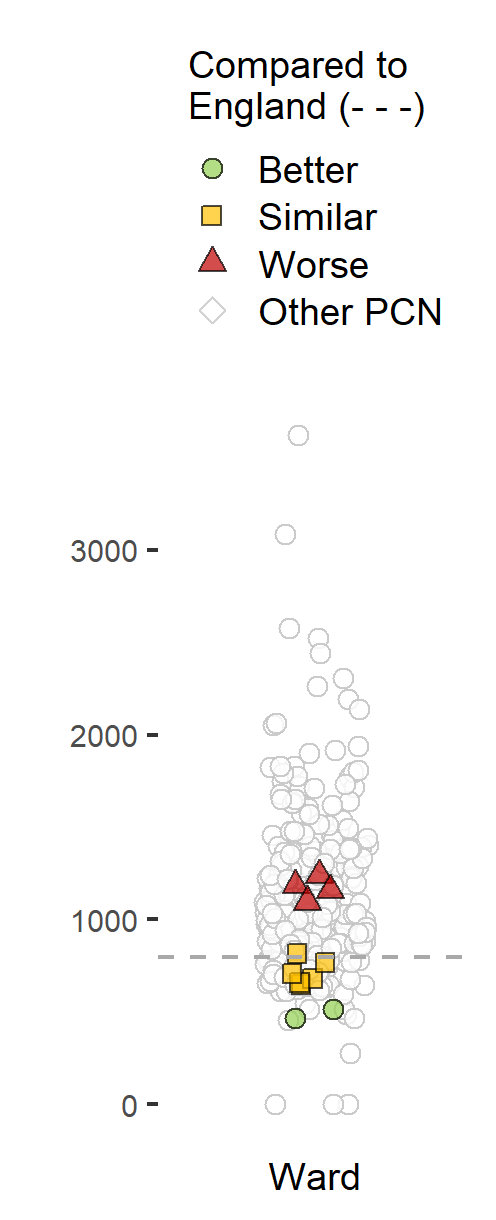 Compared to
England (- - -)
Better
Similar
Worse
Other PCN
3000
2000
1000
0
Ward